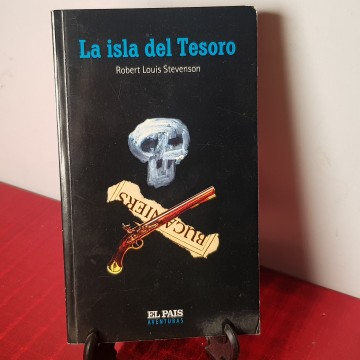 La isla del Tesoro
Robert Louis Stevenson
BUCANIERS
EL PAIS
AVENTURAS